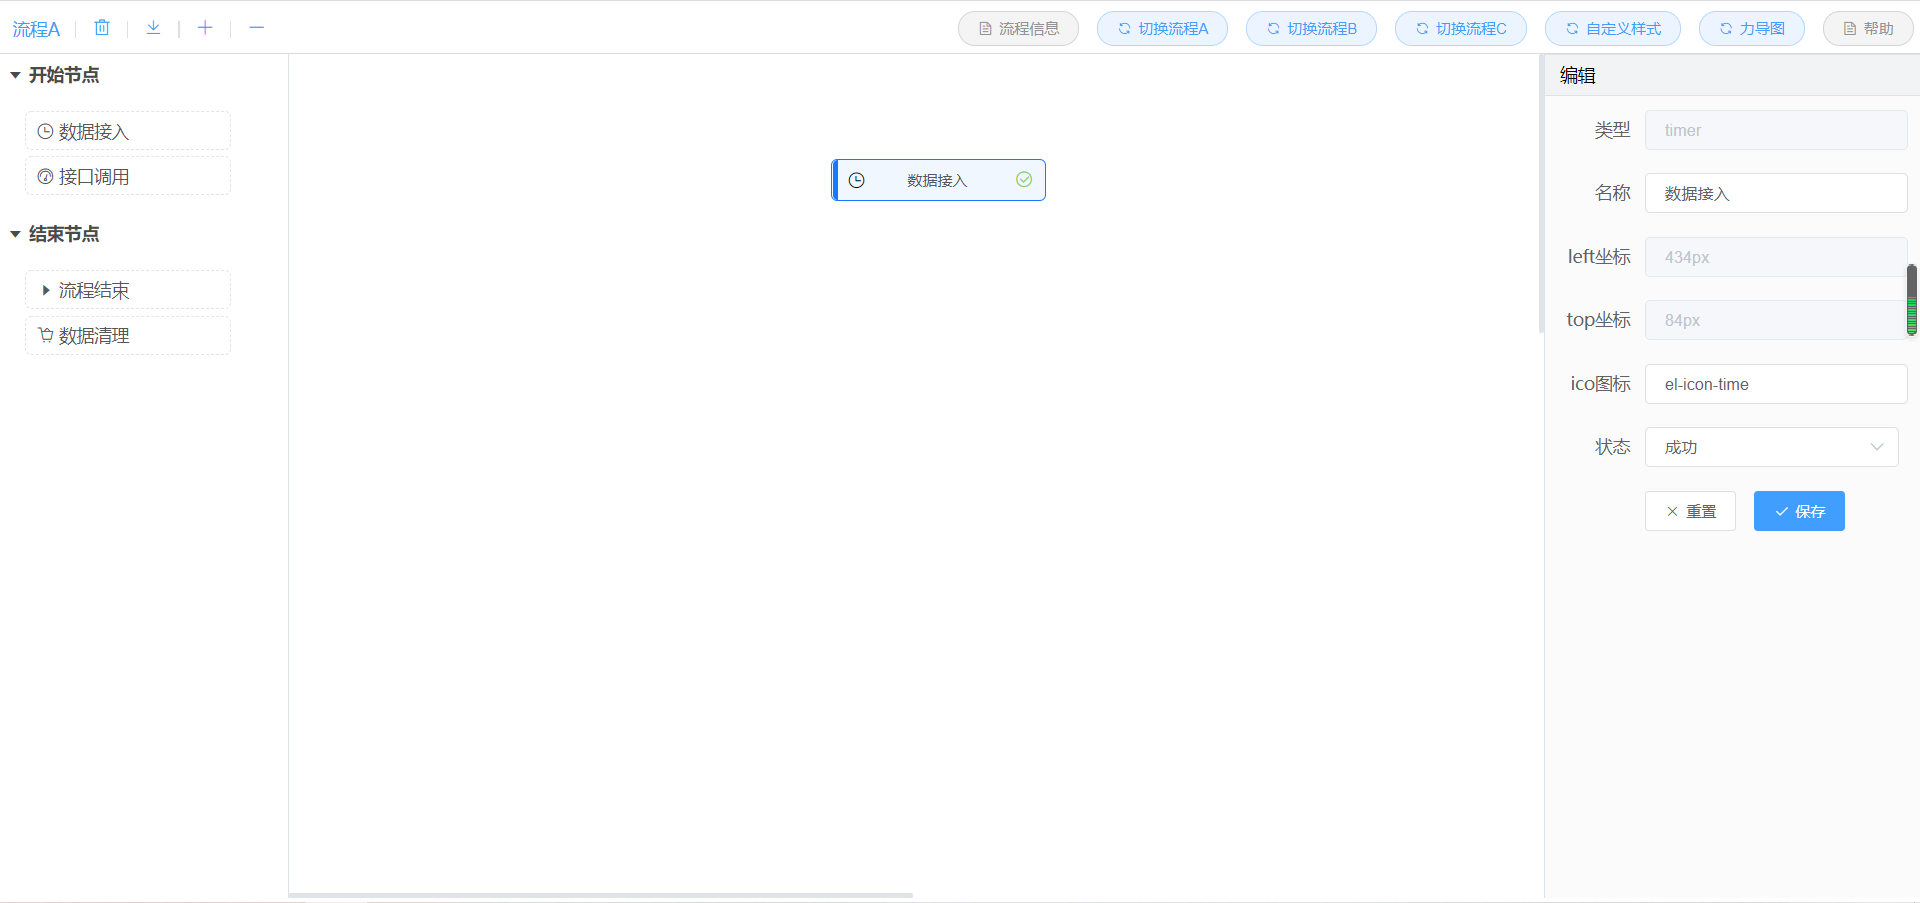 流程A
流程信息
切换流程A
切换流程B
切换流程C
自定义样式
力导图
帮助
开始节点
数据接入
接口调用
结束节点
流程结束
数据清理
数据接入
编辑
类型 timer
名称 数据接入
left坐标 434px
top坐标 84px
ico图标 el-icon-time
状态 成功
重置 保存